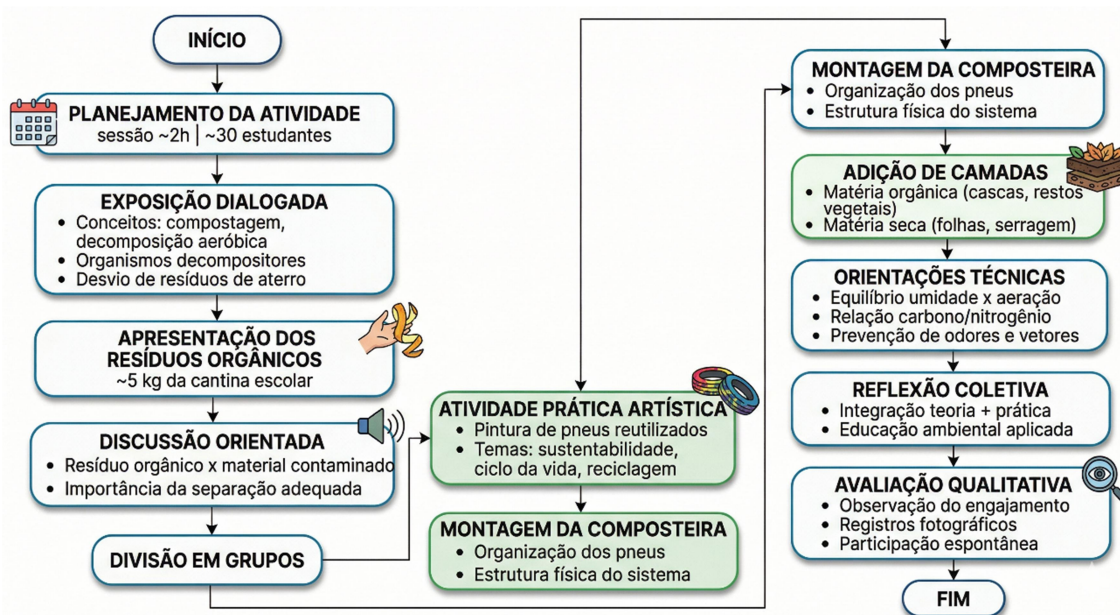 INÍCIO
PLANEJAMENTO DA ATIVIDADE
sessão ~2h | ~30 estudantes
EXPOSIÇÃO DIALOGADA
• Conceitos: compostagem,
decomposição aeróbica
• Organismos decompositores
• Desvio de resíduos de aterro
APRESENTAÇÃO DOS
RESÍDUOS ORGÂNICOS
~5 kg da cantina escolar
DISCUSSÃO ORIENTADA
• Resíduo orgânico x material contaminado
• Importância da separação adequada
DIVISÃO EM GRUPOS
ATIVIDADE PRÁTICA ARTÍSTICA
• Pintura de pneus reutilizados
• Temas: sustentabilidade,
ciclo da vida, reciclagem
MONTAGEM DA COMPOSTEIRA
• Organização dos pneus
• Estrutura física do sistema
MONTAGEM DA COMPOSTEIRA
• Organização dos pneus
• Estrutura física do sistema
ADIÇÃO DE CAMADAS
• Matéria orgânica (cascas, restos
vegetais)
• Matéria seca (folhas, serragem)
ORIENTAÇÕES TÉCNICAS
• Equilíbrio umidade x aeração
• Relação carbono/nitrogênio
• Prevenção de odores e vetores
REFLEXÃO COLETIVA
• Integração teoria + prática
• Educação ambiental aplicada
AVALIAÇÃO QUALITATIVA
• Observação do engajamento
• Registros fotográficos
• Participação espontânea
FIM